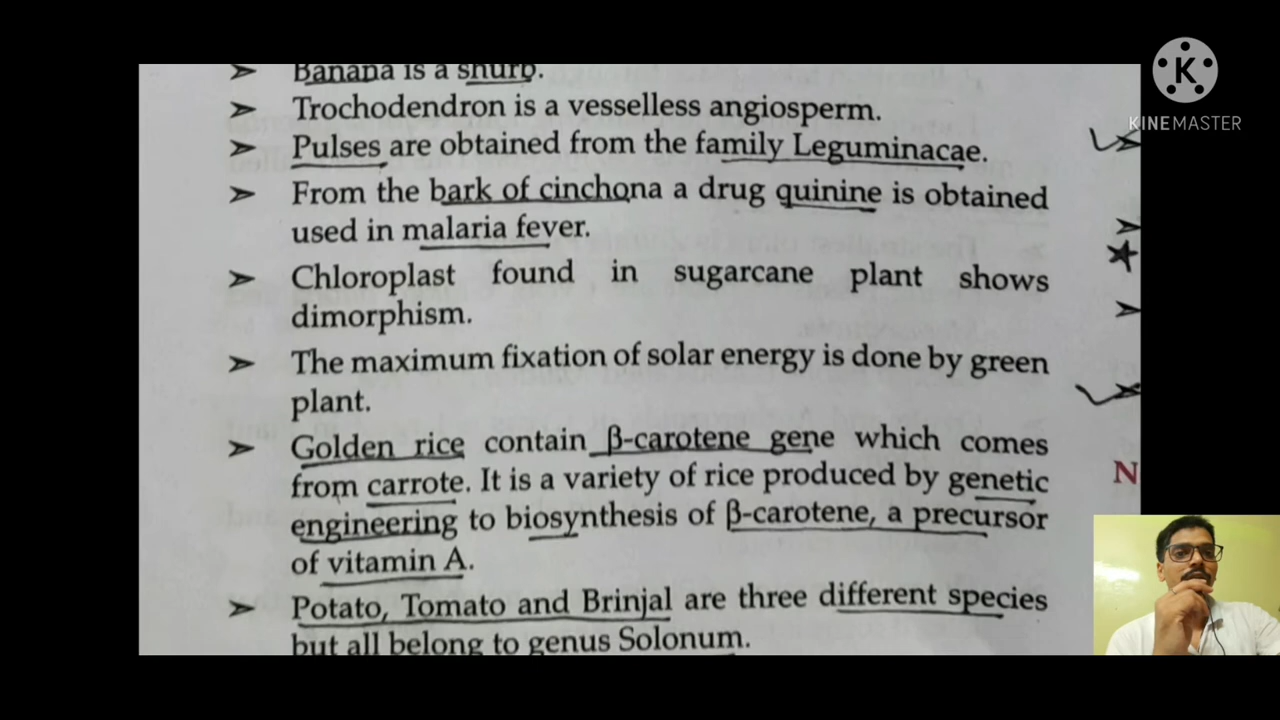 Banana is a shurb.
Trochodendron is a vesselless angiosperm.
Pulses are obtained from the family Leguminacae.
From the bark of cinchona a drug quinine is obtained
used in malaria fever.
Chloroplast found in sugarcane plant shows
dimorphism.
The maximum fixation of solar energy is done by green
plant.
Golden rice contain β-carotene gene which comes
from carrote. It is a variety of rice produced by genetic
engineering to biosynthesis of β-carotene, a precursor
of vitamin A.
Potato, Tomato and Brinjal are three different species
but all belong to genus Solonum.
N
K
KINEMASTER